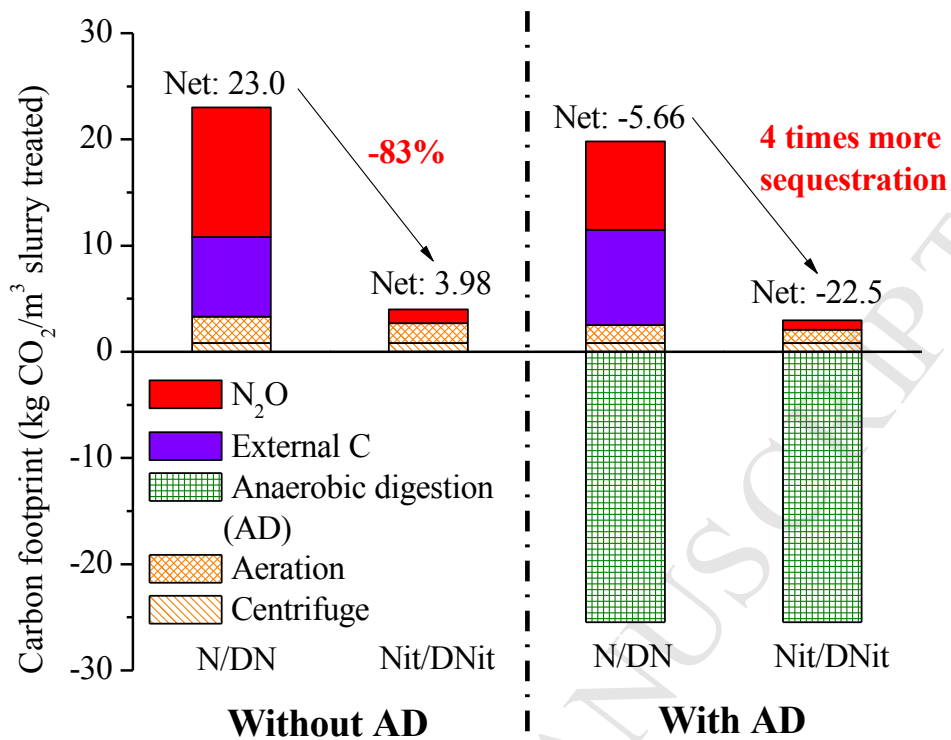 Carbon footprint (kg CO₂/m³ slurry treated)
30
20
10
0
-10
-20
-30
Net: 23.0
-83%
Net: 3.98
Net: -5.66
4 times more
sequestration
Net: -22.5
N₂O
External C
Anaerobic digestion
(AD)
Aeration
Centrifuge
N/DN
Nit/DNit
N/DN
Nit/DNit
Without AD
With AD
ANUSCRIPT